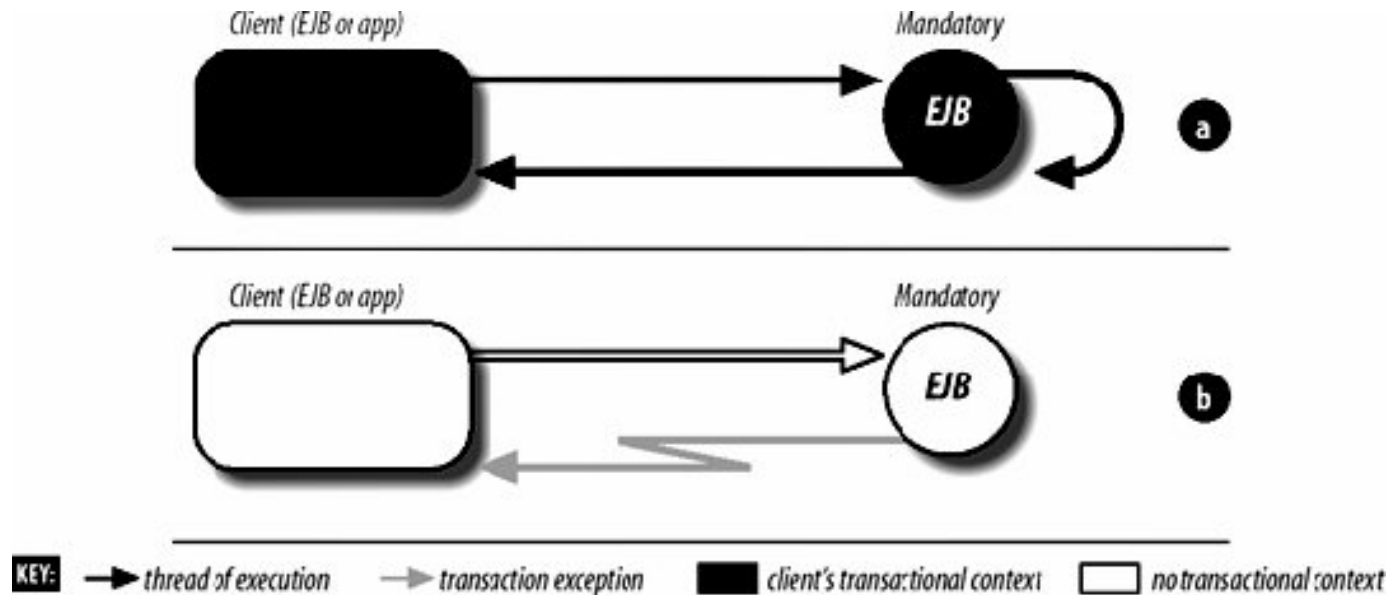 Client (EJB or app)
Mandatory
EJB
a
Client (EJB or app)
Mandatory
EJB
b
KEY:
thread of execution
transaction exception
client's transactional context
no transactional context